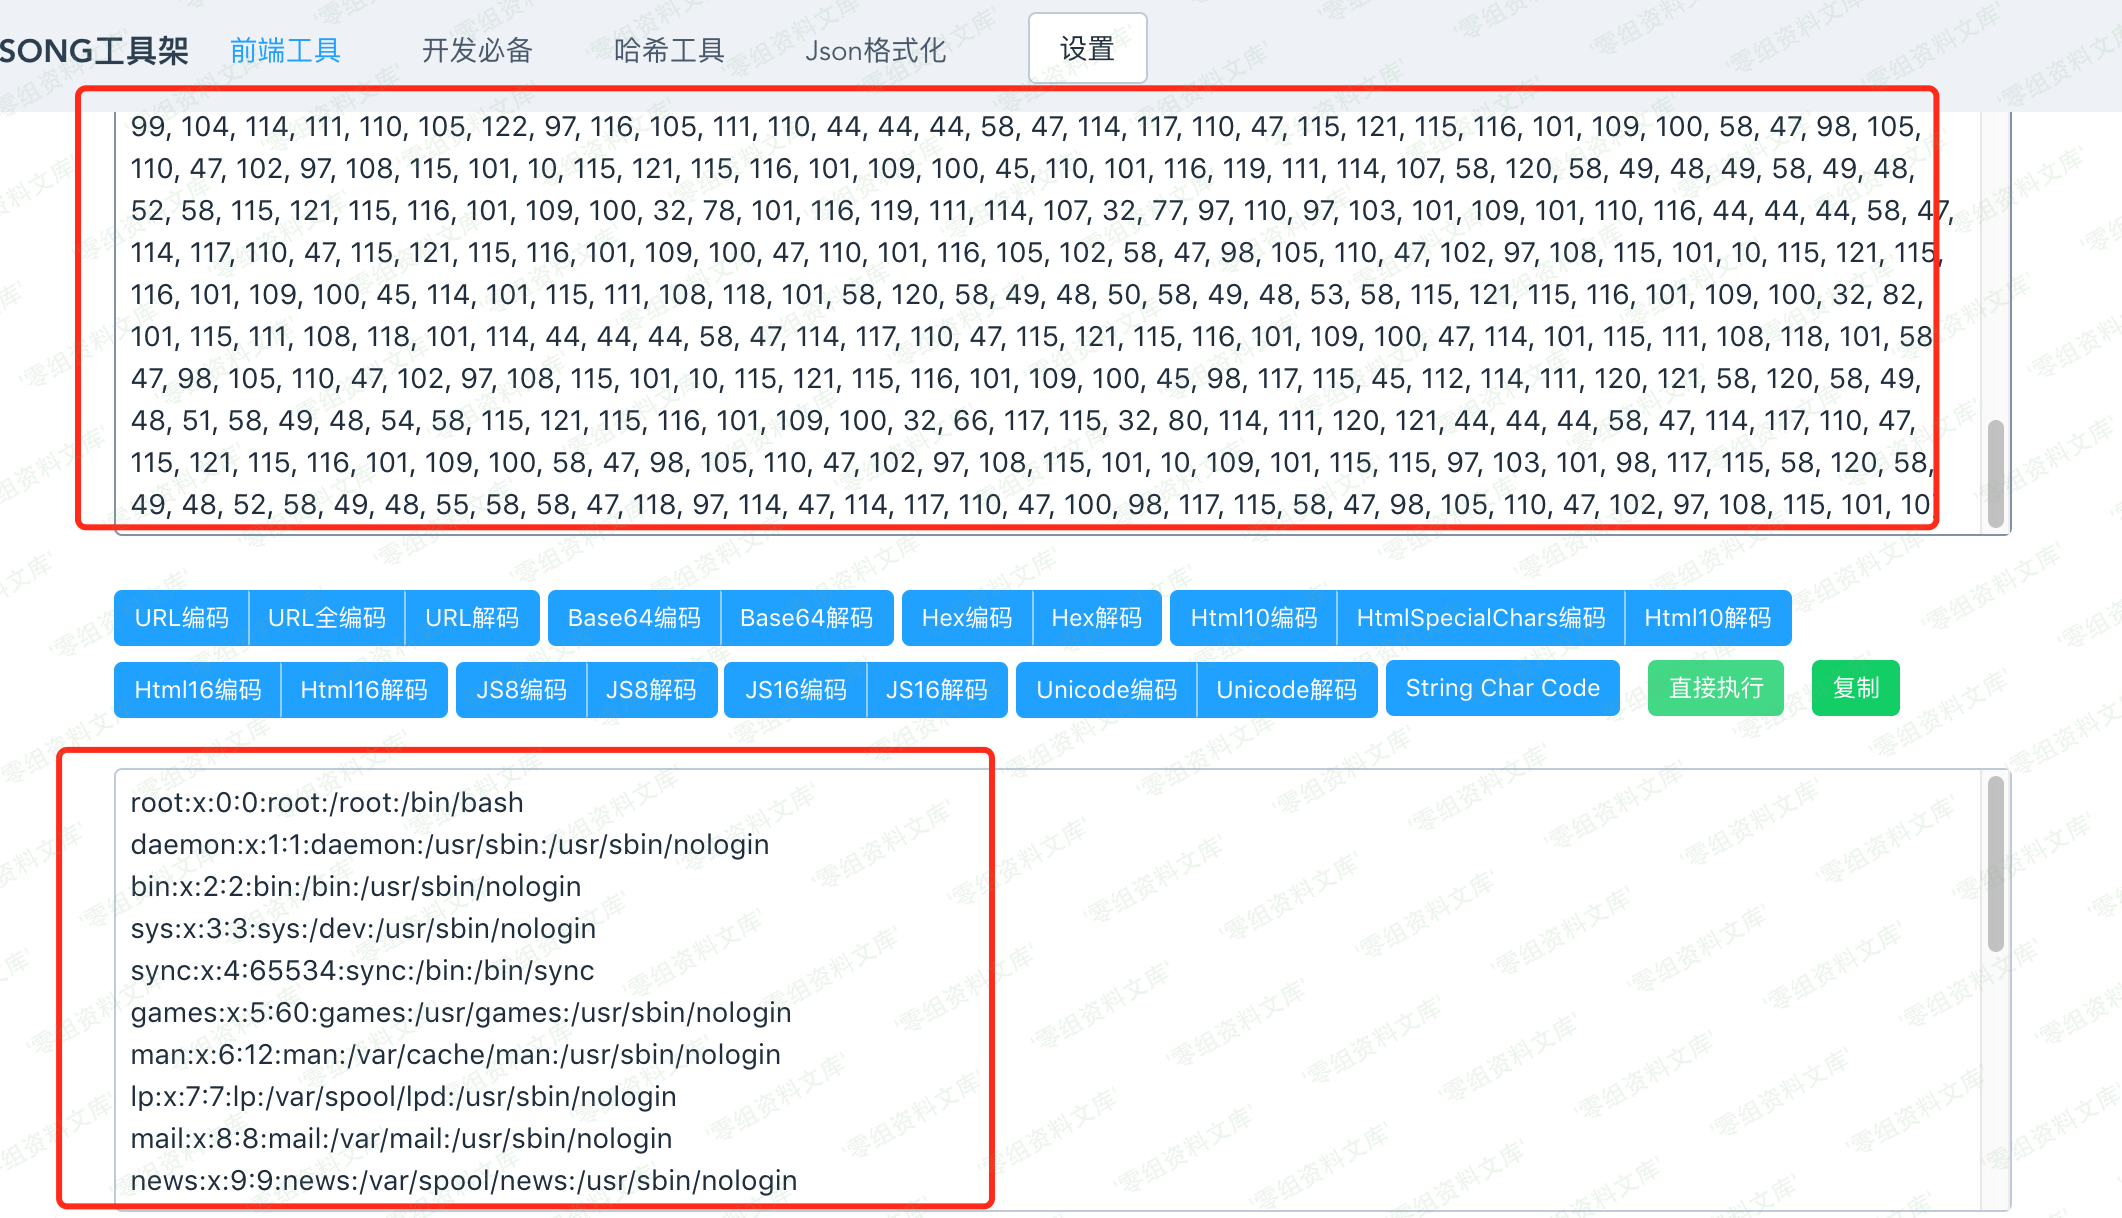 SONG工具架 前端工具 开发必备 哈希工具 Json格式化 设置
99, 104, 114, 111, 110, 105, 122, 97, 116, 105, 111, 110, 44, 44, 44, 58, 47, 114, 117, 110, 47, 115, 121, 115, 116, 101, 109, 100, 58, 47, 98, 105,
110, 47, 102, 97, 108, 115, 101, 10, 115, 121, 115, 116, 101, 109, 100, 45, 110, 101, 116, 119, 111, 114, 107, 58, 120, 58, 49, 48, 49, 58, 49, 48,
52, 58, 115, 121, 115, 116, 101, 109, 100, 32, 78, 101, 116, 119, 111, 114, 107, 32, 77, 97, 110, 97, 103, 101, 109, 101, 110, 116, 44, 44, 44, 58, 47,
114, 117, 110, 47, 115, 121, 115, 116, 101, 109, 100, 47, 110, 101, 116, 105, 102, 58, 47, 98, 105, 110, 47, 102, 97, 108, 115, 101, 10, 115, 121, 115,
116, 101, 109, 100, 45, 114, 101, 115, 111, 108, 118, 101, 58, 120, 58, 49, 48, 50, 58, 49, 48, 53, 58, 115, 121, 115, 116, 101, 109, 100, 32, 82,
101, 115, 111, 108, 118, 101, 114, 44, 44, 44, 58, 47, 114, 117, 110, 47, 115, 121, 115, 116, 101, 109, 100, 47, 114, 101, 115, 111, 108, 118, 101, 58
47, 98, 105, 110, 47, 102, 97, 108, 115, 101, 10, 115, 121, 115, 116, 101, 109, 100, 45, 98, 117, 115, 45, 112, 114, 111, 120, 121, 58, 120, 58, 49,
48, 51, 58, 49, 48, 54, 58, 115, 121, 115, 116, 101, 109, 100, 32, 66, 117, 115, 32, 80, 114, 111, 120, 121, 44, 44, 44, 58, 47, 114, 117, 110, 47,
115, 121, 115, 116, 101, 109, 100, 58, 47, 98, 105, 110, 47, 102, 97, 108, 115, 101, 10, 109, 101, 115, 115, 97, 103, 101, 98, 117, 115, 58, 120, 58,
49, 48, 52, 58, 49, 48, 55, 58, 58, 47, 118, 97, 114, 47, 114, 117, 110, 47, 100, 98, 117, 115, 58, 47, 98, 105, 110, 47, 102, 97, 108, 115, 101, 10
URL编码 URL全编码 URL解码 Base64编码 Base64解码 Hex编码 Hex解码 Html10编码 HtmlSpecialChars编码 Html10解码
Html16编码 Html16解码 JS8编码 JS8解码 JS16编码 JS16解码 Unicode编码 Unicode解码 String Char Code 直接执行 复制
root:x:0:0:root:/root:/bin/bash
daemon:x:1:1:daemon:/usr/sbin:/usr/sbin/nologin
bin:x:2:2:bin:/bin:/usr/sbin/nologin
sys:x:3:3:sys:/dev:/usr/sbin/nologin
sync:x:4:65534:sync:/bin:/bin/sync
games:x:5:60:games:/usr/games:/usr/sbin/nologin
man:x:6:12:man:/var/cache/man:/usr/sbin/nologin
lp:x:7:7:lp:/var/spool/lpd:/usr/sbin/nologin
mail:x:8:8:mail:/var/mail:/usr/sbin/nologin
news:x:9:9:news:/var/spool/news:/usr/sbin/nologin
零组资料文库